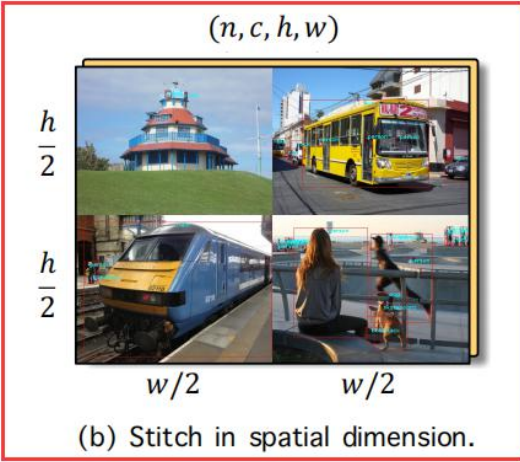 (n, c, h, w)
h/2
h/2
w/2 w/2
(b) Stitch in spatial dimension.